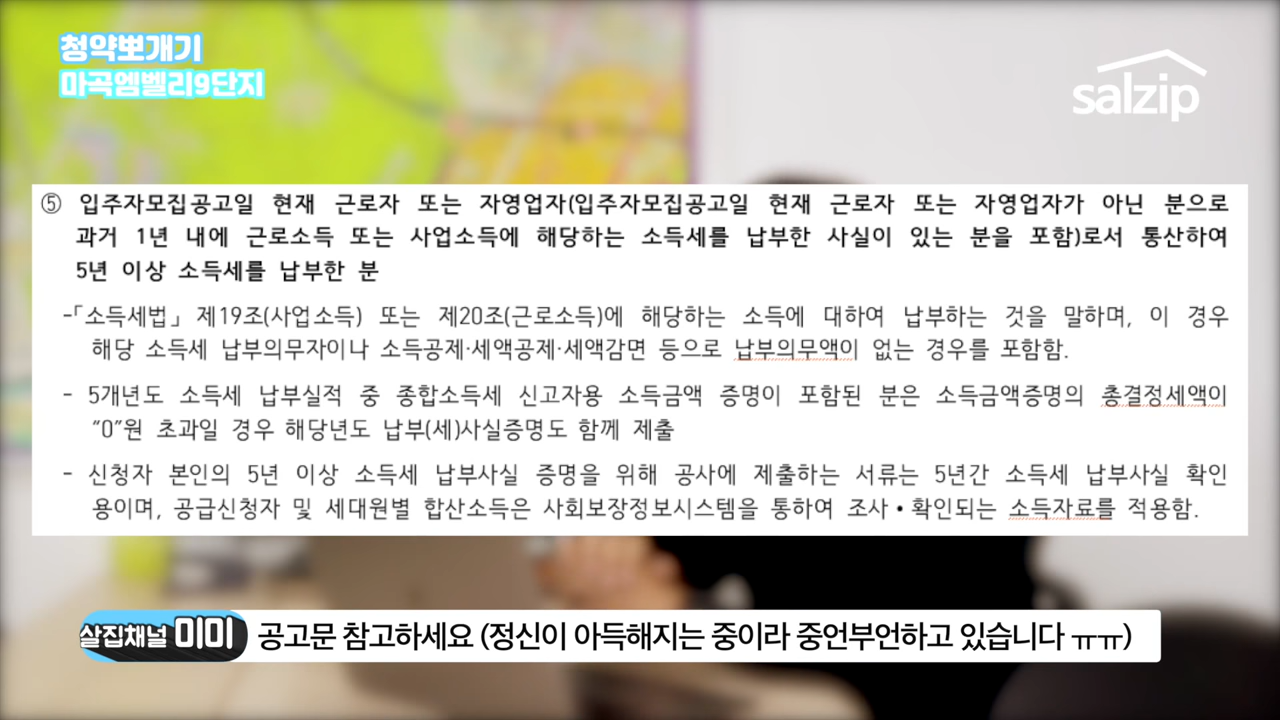 청약뽀개기
마곡엠벨리9단지
salzip
⑤ 입주자모집공고일 현재 근로자 또는 자영업자(입주자모집공고일 현재 근로자 또는 자영업자가 아닌 분으로
과거 1년 내에 근로소득 또는 사업소득에 해당하는 소득세를 납부한 사실이 있는 분을 포함)로서 통산하여
5년 이상 소득세를 납부한 분
-「소득세법」 제19조(사업소득) 또는 제20조(근로소득)에 해당하는 소득에 대하여 납부하는 것을 말하며, 이 경우
해당 소득세 납부의무자이나 소득공제·세액공제·세액감면 등으로 납부의무액이 없는 경우를 포함함.
- 5개년도 소득세 납부실적 중 종합소득세 신고자용 소득금액 증명이 포함된 분은 소득금액증명의 총결정세액이
“0”원 초과일 경우 해당년도 납부(세)사실증명도 함께 제출
- 신청자 본인의 5년 이상 소득세 납부사실 증명을 위해 공사에 제출하는 서류는 5년간 소득세 납부사실 확인
용이며, 공급신청자 및 세대원별 합산소득은 사회보장정보시스템을 통하여 조사•확인되는 소득자료를 적용함.
살집채널 미미 공고문 참고하세요 (정신이 아득해지는 중이라 중언부언하고 있습니다 ㅠㅠ)